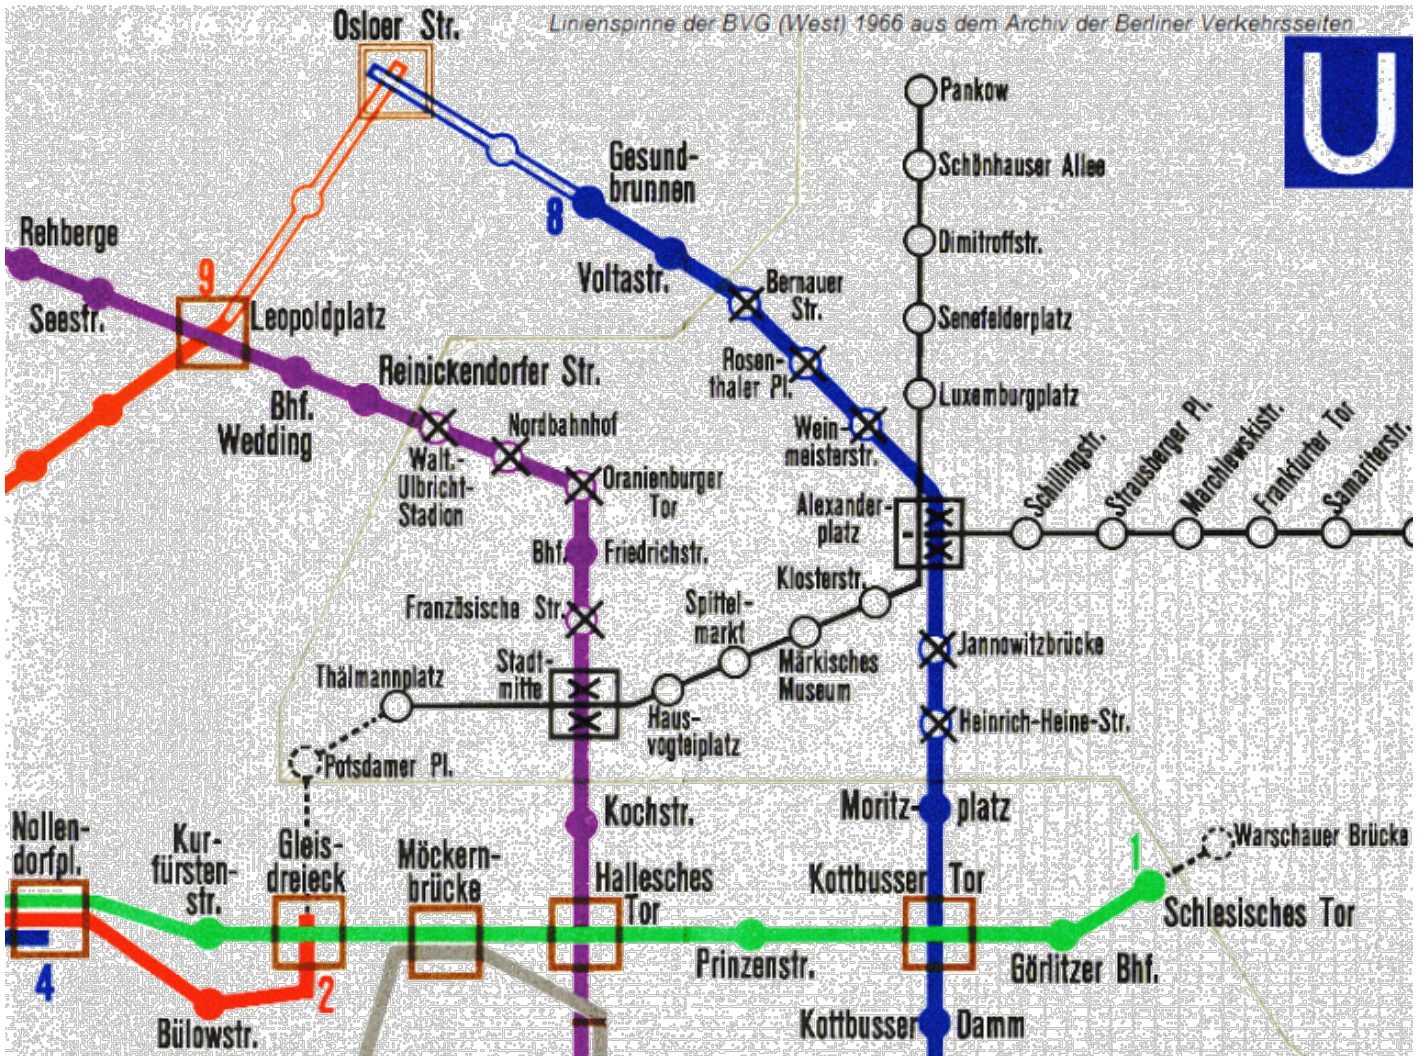 Osloer Str.
Linienspinne der BVG (West) 1966 aus dem Archiv der Berliner Verkehrsseiten
U
Pankow
Schönhauser Allee
Gesund-
brunnen
8
Rehberge
Dimitroffstr.
9
Voltastr.
Bernauer
Str.
Seestr.
Leopoldplatz
Senefelderplatz
Reinickendorfer Str.
Rosen-
thaler Pl.
Luxemburgplatz
Bhf.
Wedding
Nordbahnhof
Wein-
meisterstr.
Walt.-
Ulbricht-
Stadion
Oranienburger
Tor
Schillingstr.
Strausberger Pl.
Marchlewskistr.
Frankfurter Tor
Samariterstr.
Alexander-
platz
Bhf. Friedrichstr.
Klosterstr.
Französische Str.
Spittel-
markt
Jannowitzbrücke
Märkisches
Museum
Stadt-
mitte
Thälmannplatz
Haus-
vogteiplatz
Heinrich-Heine-Str.
Potsdamer Pl.
Kochstr.
Moritz- platz
Nollen-
dorfpl.
Kur-
fürsten-
str.
Gleis-
dreieck
Möckern-
brücke
Hallesches
Tor
Kottbusser Tor
1
Warschauer Brücke
Schlesisches Tor
Prinzenstr.
Görlitzer Bhf.
4
2
Bülowstr.
Kottbusser Damm